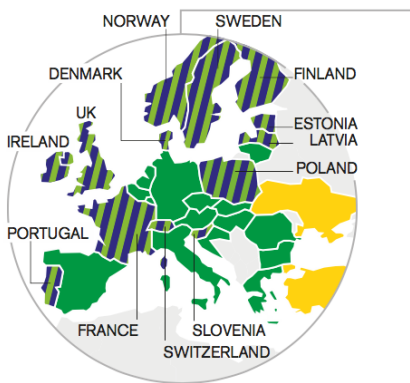 NORWAY
SWEDEN
DENMARK
FINLAND
UK
ESTONIA
IRELAND
LATVIA
POLAND
PORTUGAL
FRANCE
SLOVENIA
SWITZERLAND